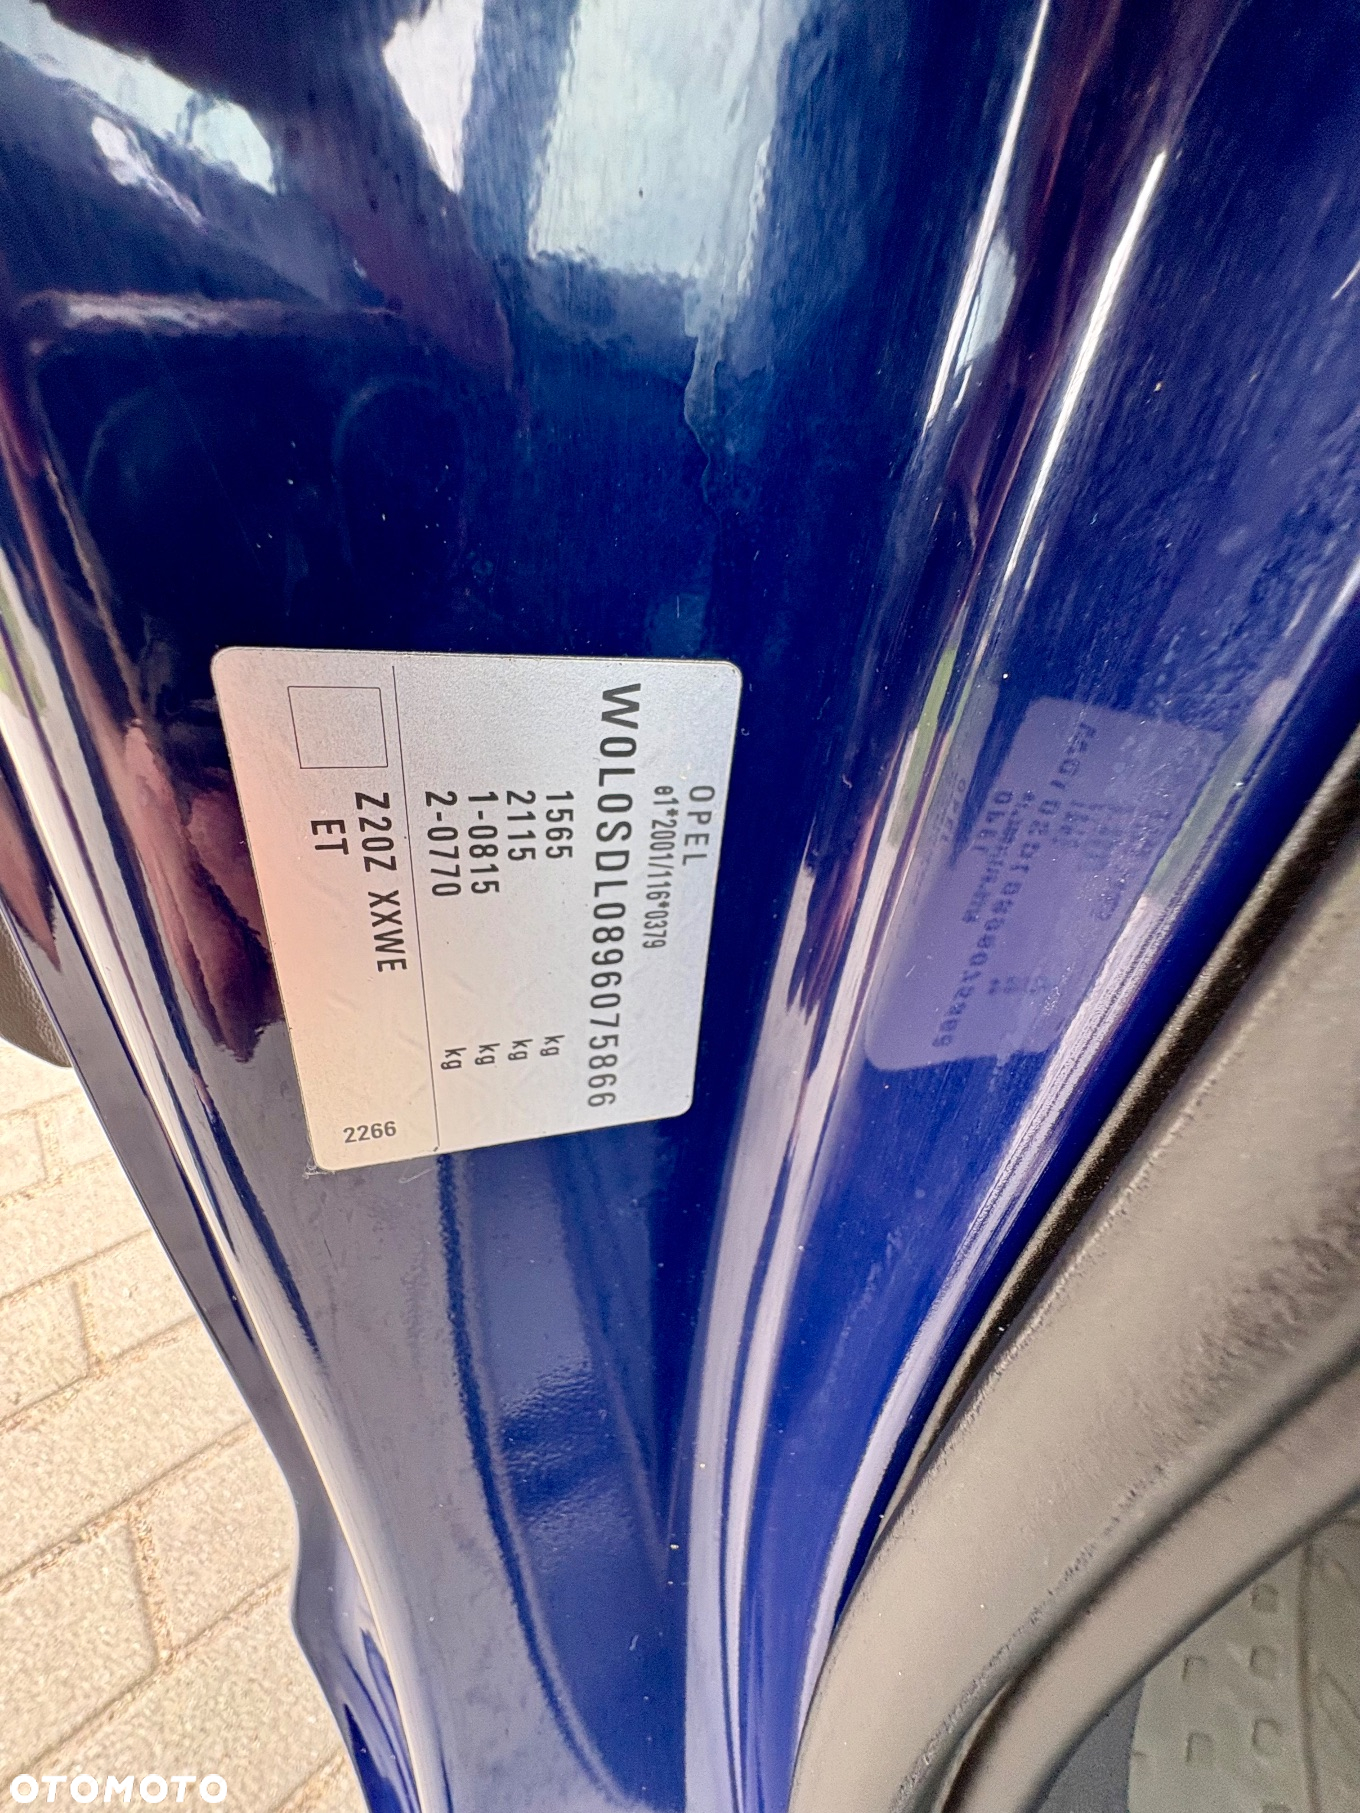 OPEL
e1*2001/116*0379
W0L0SDL0896075866
1565 kg
2115 kg
1-0815 kg
2-0770 kg
Z20Z XXWE
ET
2266
OTOMOTO